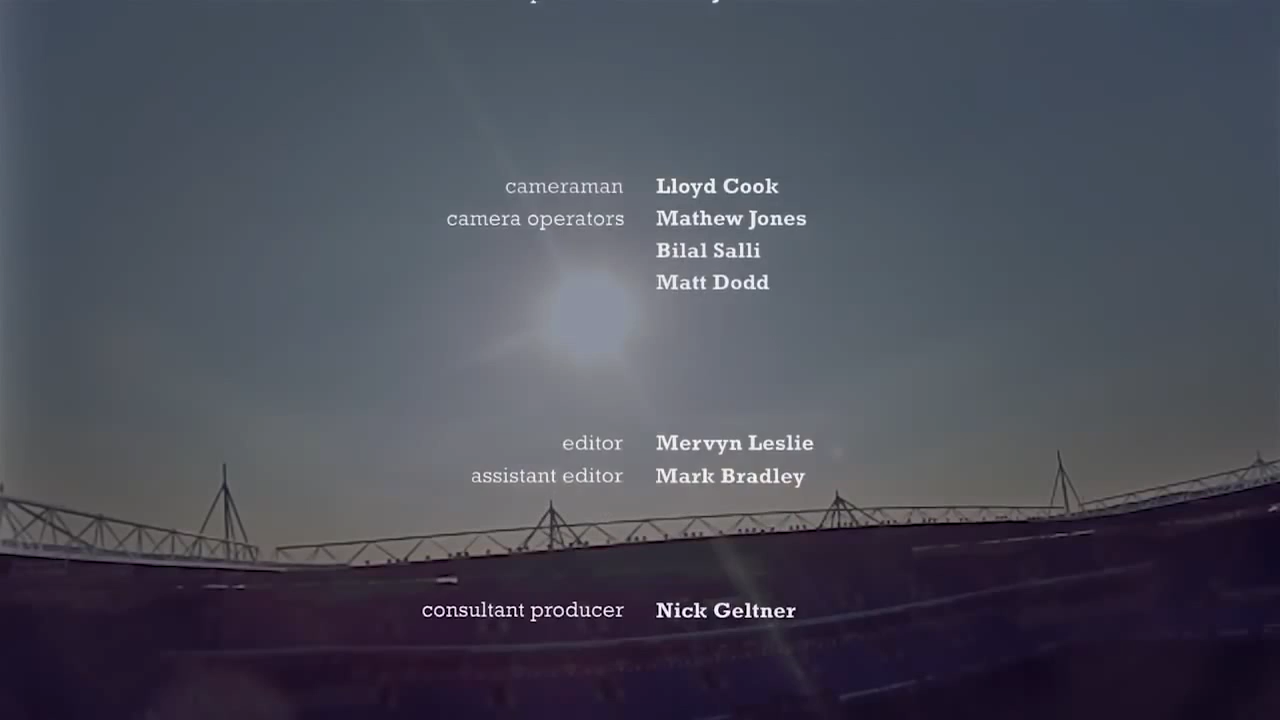 cameraman Lloyd Cook
camera operators Mathew Jones
Bilal Salli
Matt Dodd
editor Mervyn Leslie
assistant editor Mark Bradley
consultant producer Nick Geltner